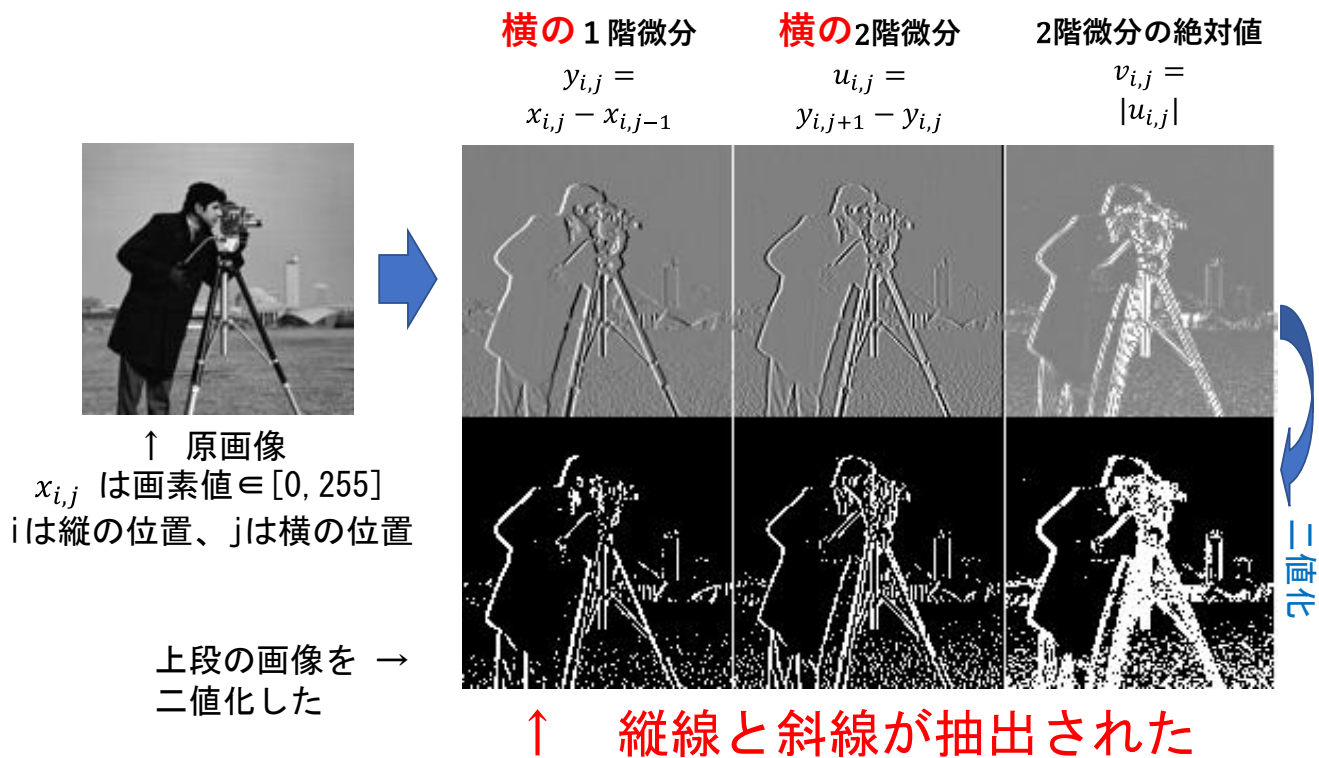 横の１階微分
y_{i,j} =
x_{i,j} − x_{i,j−1}
横の2階微分
u_{i,j} =
y_{i,j+1} − y_{i,j}
2階微分の絶対値
v_{i,j} =
|u_{i,j}|
↑ 原画像
x_{i,j} は画素値∈[0,255]
iは縦の位置、jは横の位置
二値化
上段の画像を →
二値化した
↑ 縦線と斜線が抽出された